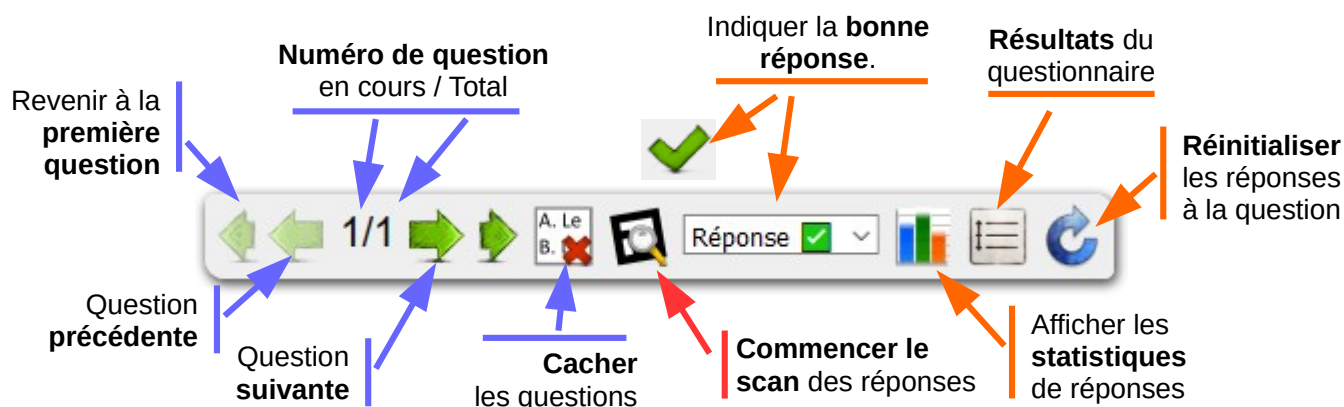 Revenir à la
première
question
Numéro de question
en cours / Total
Indiquer la bonne
réponse.
Résultats du
questionnaire
Réinitialiser
les réponses
à la question
1/1
A. Le
B.
Réponse
Question
précédente
Question
suivante
Cacher
les questions
Commencer le
scan des réponses
Afficher les
statistiques
de réponses